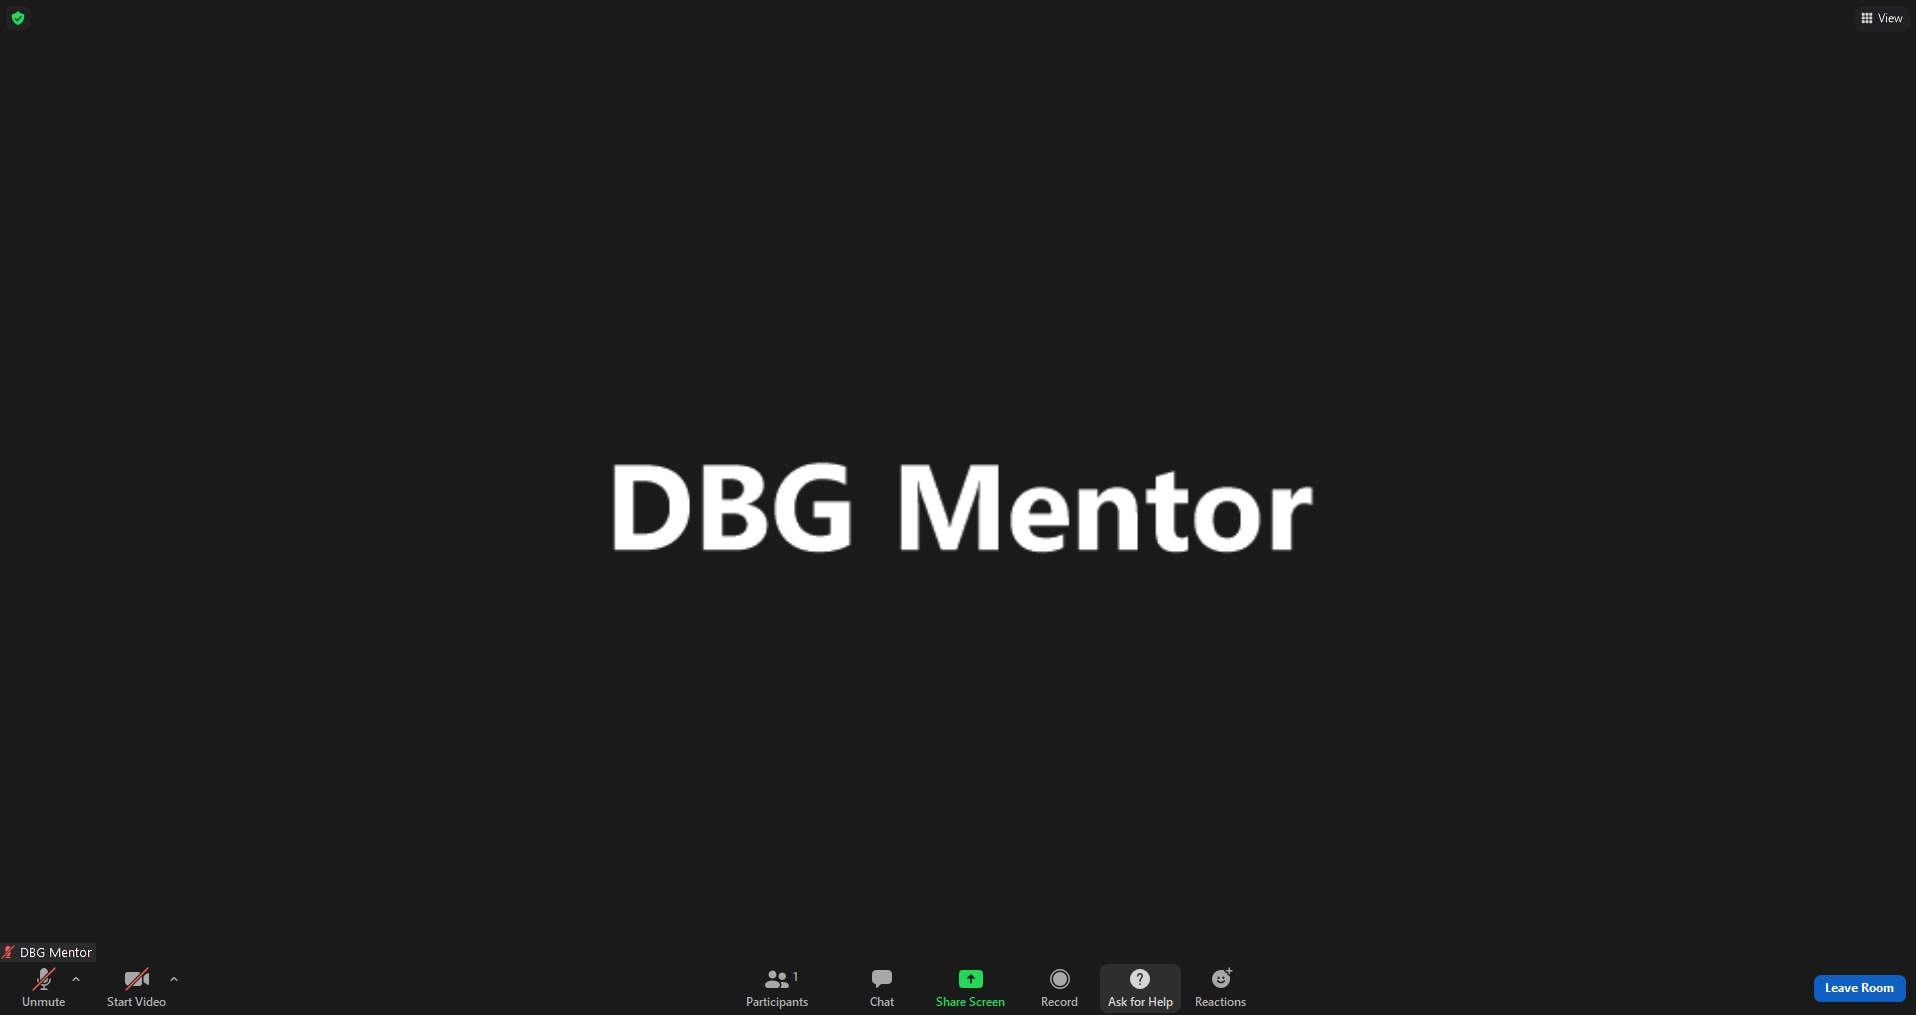 View
DBG Mentor
DBG Mentor
Unmute
Start Video
Participants
1
Chat
Share Screen
Record
Ask for Help
Reactions
Leave Room